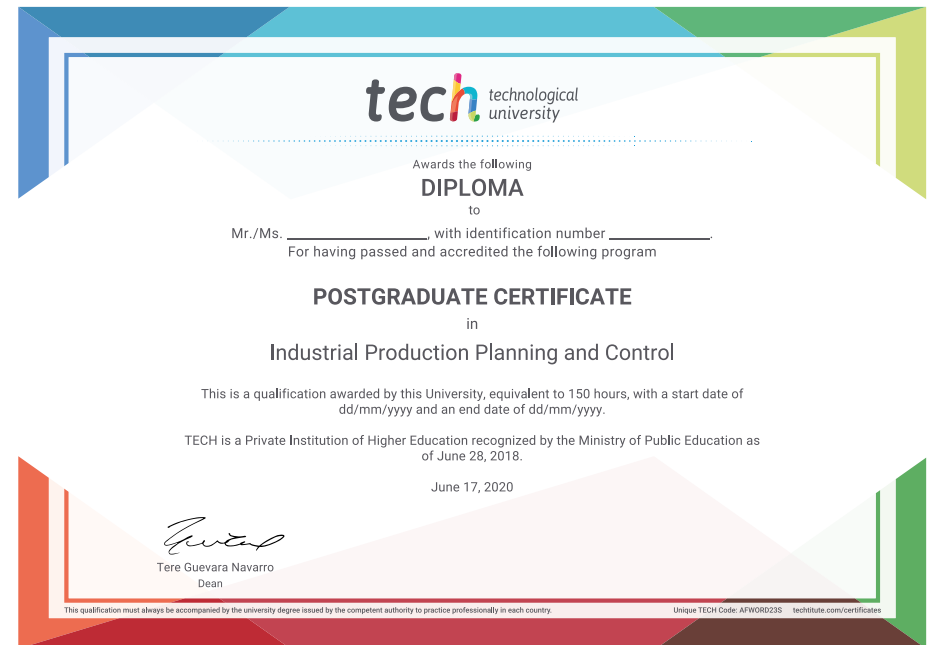 tech technological
university
Awards the following
DIPLOMA
to
Mr./Ms. ____________________, with identification number ______________.
For having passed and accredited the following program
POSTGRADUATE CERTIFICATE
in
Industrial Production Planning and Control
This is a qualification awarded by this University, equivalent to 150 hours, with a start date of
dd/mm/yyyy and an end date of dd/mm/yyyy.
TECH is a Private Institution of Higher Education recognized by the Ministry of Public Education as
of June 28, 2018.
June 17, 2020
Tere Guevara Navarro
Dean
This qualification must always be accompanied by the university degree issued by the competent authority to practice professionally in each country.
Unique TECH Code: AFWORD23S techtitute.com/certificates